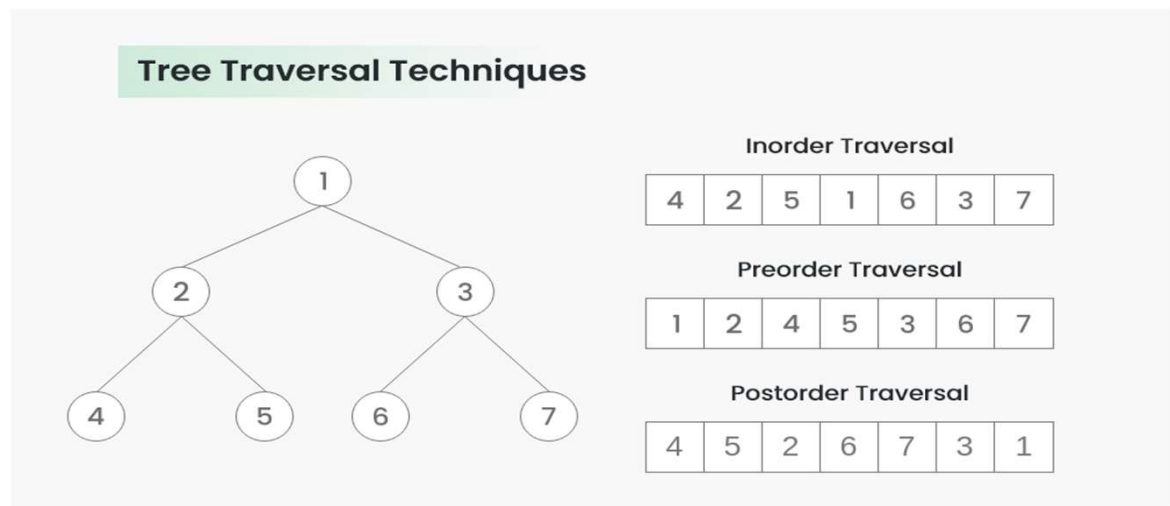 Tree Traversal Techniques
1
2 3
4 5 6 7
Inorder Traversal
4 2 5 1 6 3 7
Preorder Traversal
1 2 4 5 3 6 7
Postorder Traversal
4 5 2 6 7 3 1